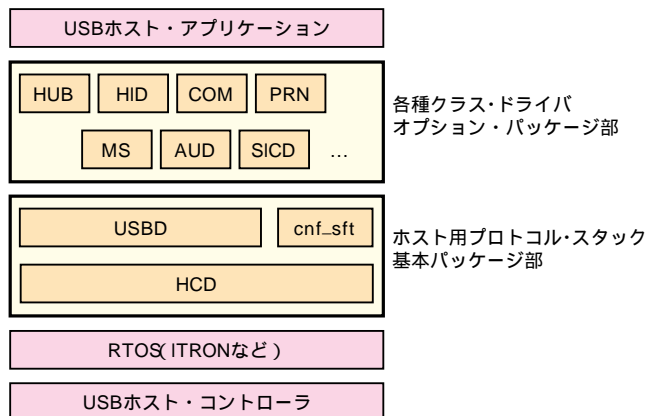 USBホスト・アプリケーション
HUB HID COM PRN
MS AUD SICD …
各種クラス・ドライバ
オプション・パッケージ部
USBD cnf_sft
HCD
ホスト用プロトコル・スタック
基本パッケージ部
RTOS(ITRONなど)
USBホスト・コントローラ